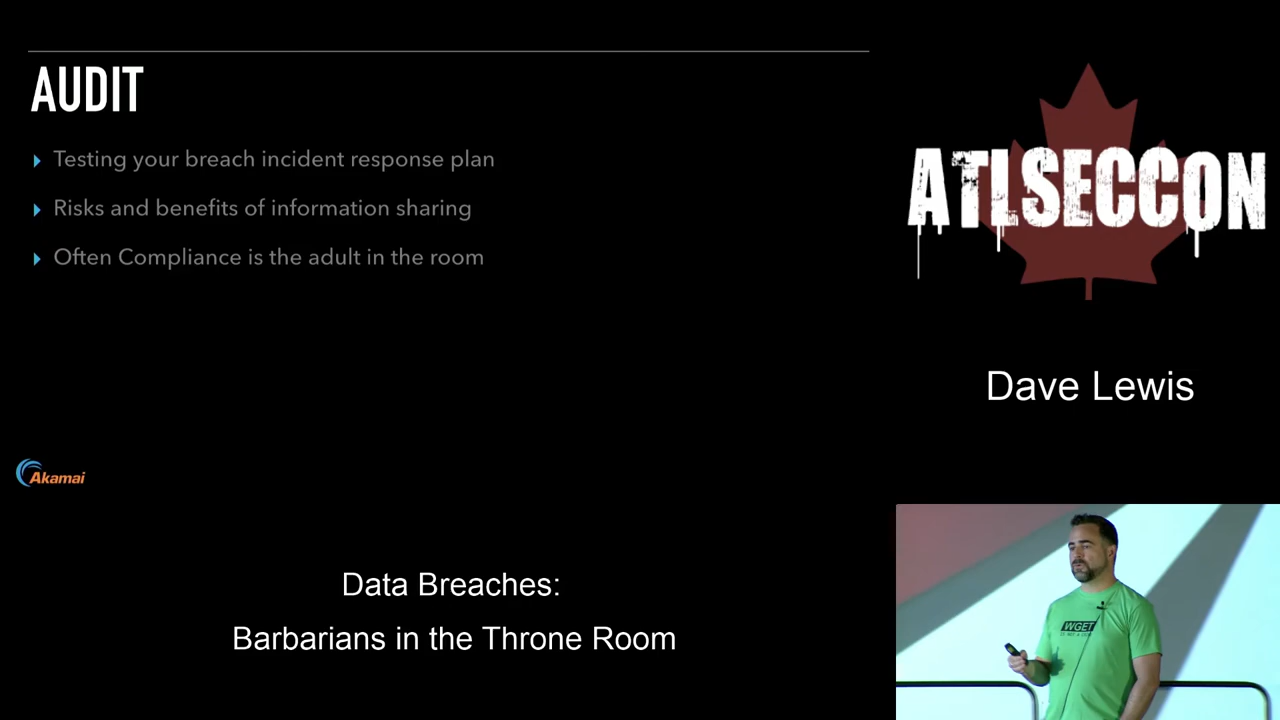 AUDIT
Testing your breach incident response plan
Risks and benefits of information sharing
Often Compliance is the adult in the room
Akamai
ATLSECCON
Dave Lewis
Data Breaches:
Barbarians in the Throne Room
WGET